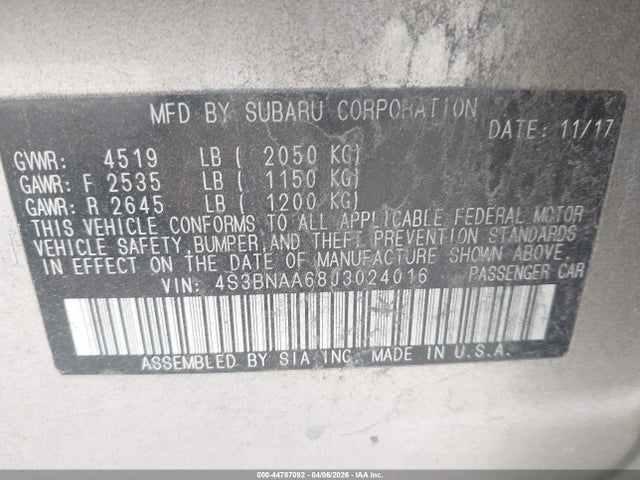 MFD BY SUBARU CORPORATION
DATE: 11/17
GVWR: 4519 LB ( 2050 KG)
GAWR: F 2535 LB ( 1150 KG)
GAWR: R 2645 LB ( 1200 KG)
THIS VEHICLE CONFORMS TO ALL APPLICABLE FEDERAL MOTOR
VEHICLE SAFETY, BUMPER, AND THEFT PREVENTION STANDARDS
IN EFFECT ON THE DATE OF MANUFACTURE SHOWN ABOVE.
VIN: 4S3BNAA68J3024016 PASSENGER CAR
ASSEMBLED BY SIA INC. MADE IN U.S.A.
000-44787092 - 04/06/2026 - IAA Inc.